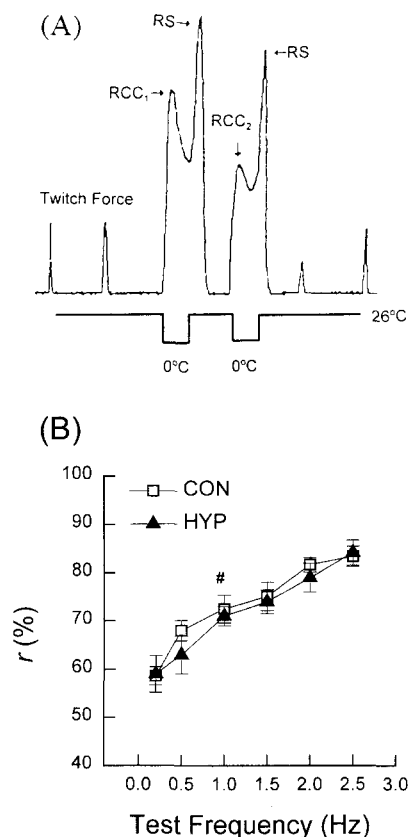 (A)
RS→
←RS
RCC₁→
RCC₂
↓
Twitch Force
26°C
0°C 0°C
(B)
100
90
80
70
60
50
40
CON
HYP
#
r (%)
0.0 0.5 1.0 1.5 2.0 2.5 3.0
Test Frequency (Hz)